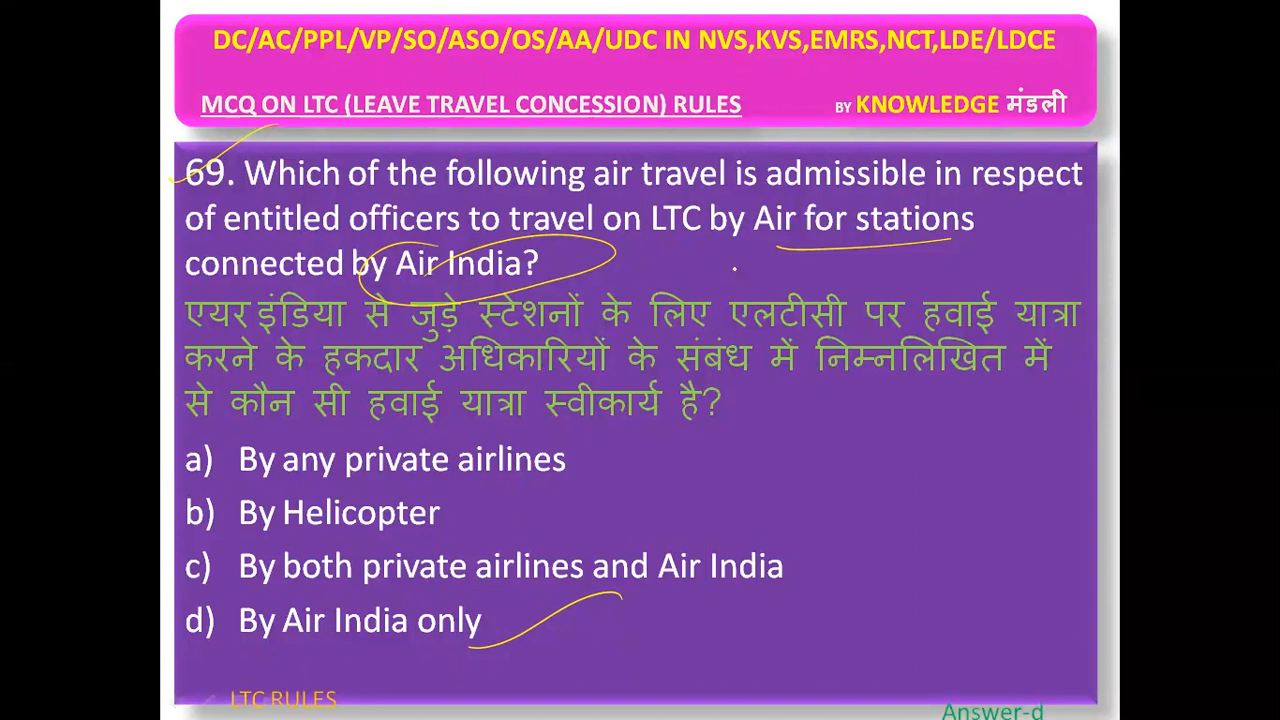 DC/AC/PPL/VP/SO/ASO/OS/AA/UDC IN NVS,KVS,EMRS,NCT,LDE/LDCE
MCQ ON LTC (LEAVE TRAVEL CONCESSION) RULES BY KNOWLEDGE मंडली
69. Which of the following air travel is admissible in respect
of entitled officers to travel on LTC by Air for stations
connected by Air India?
एयर इंडिया से जुड़े स्टेशनों के लिए एलटीसी पर हवाई यात्रा
करने के हकदार अधिकारियों के संबंध में निम्नलिखित में
से कौन सी हवाई यात्रा स्वीकार्य है?
a) By any private airlines
b) By Helicopter
c) By both private airlines and Air India
d) By Air India only
LTC RULES
Answer-d